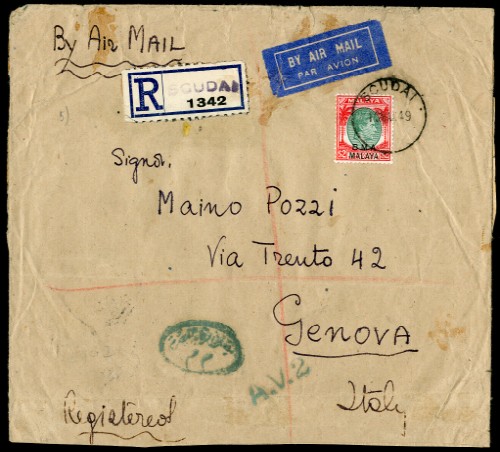 By Air Mail
BY AIR MAIL
PAR AVION
R SCUDAI
1342
SCUDAI
49
MALAYA
B.M.A.
MALAYA
Signor.
Maino Pozzi
Via Trento 42
Genova
A.V.2
Italy
Registered